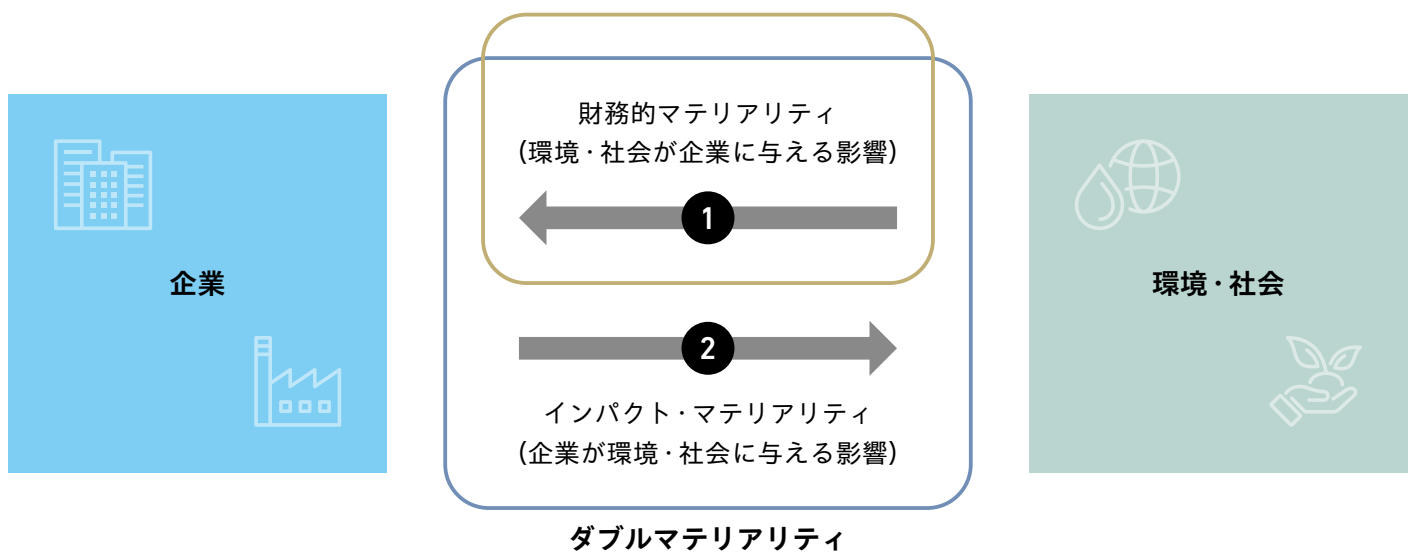 財務的マテリアリティ
(環境・社会が企業に与える影響)
1
企業
環境・社会
2
インパクト・マテリアリティ
(企業が環境・社会に与える影響)
ダブルマテリアリティ